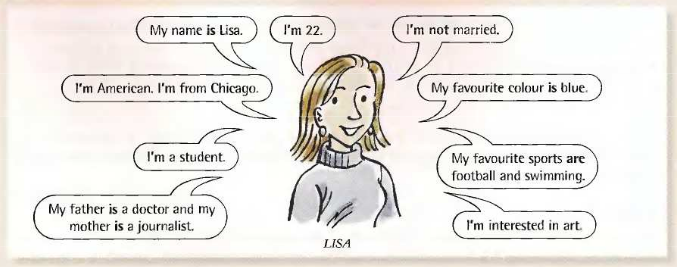 My name is Lisa.
I'm 22.
I'm not married.
I'm American. I'm from Chicago.
My favourite colour is blue.
I'm a student.
My favourite sports are
football and swimming.
My father is a doctor and my
mother is a journalist.
I'm interested in art.
LISA